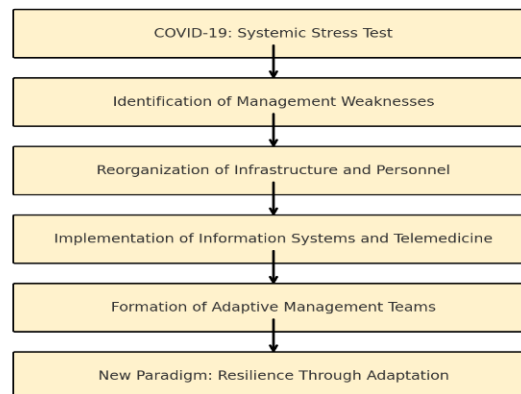 COVID-19: Systemic Stress Test
Identification of Management Weaknesses
Reorganization of Infrastructure and Personnel
Implementation of Information Systems and Telemedicine
Formation of Adaptive Management Teams
New Paradigm: Resilience Through Adaptation